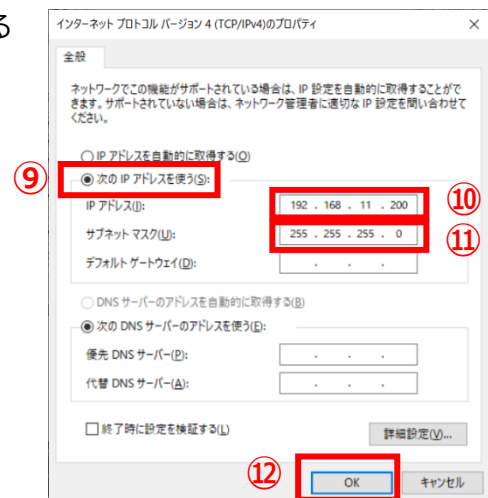 る
インターネット プロトコル バージョン 4 (TCP/IPv4)のプロパティ
全般
ネットワークでこの機能がサポートされている場合は、IP 設定を自動的に取得することがで
きます。サポートされていない場合は、ネットワーク管理者に適切な IP 設定を問い合わせて
ください。
IP アドレスを自動的に取得する(O)
⑨ 次の IP アドレスを使う(S):
IP アドレス(I): 192 . 168 . 11 . 200 ⑩
サブネット マスク(U): 255 . 255 . 255 . 0 ⑪
デフォルト ゲートウェイ(D): . . .
DNS サーバーのアドレスを自動的に取得する(B)
次の DNS サーバーのアドレスを使う(E):
優先 DNS サーバー(P): . . .
代替 DNS サーバー(A): . . .
終了時に設定を検証する(L) 詳細設定(V)...
⑫ OK キャンセル